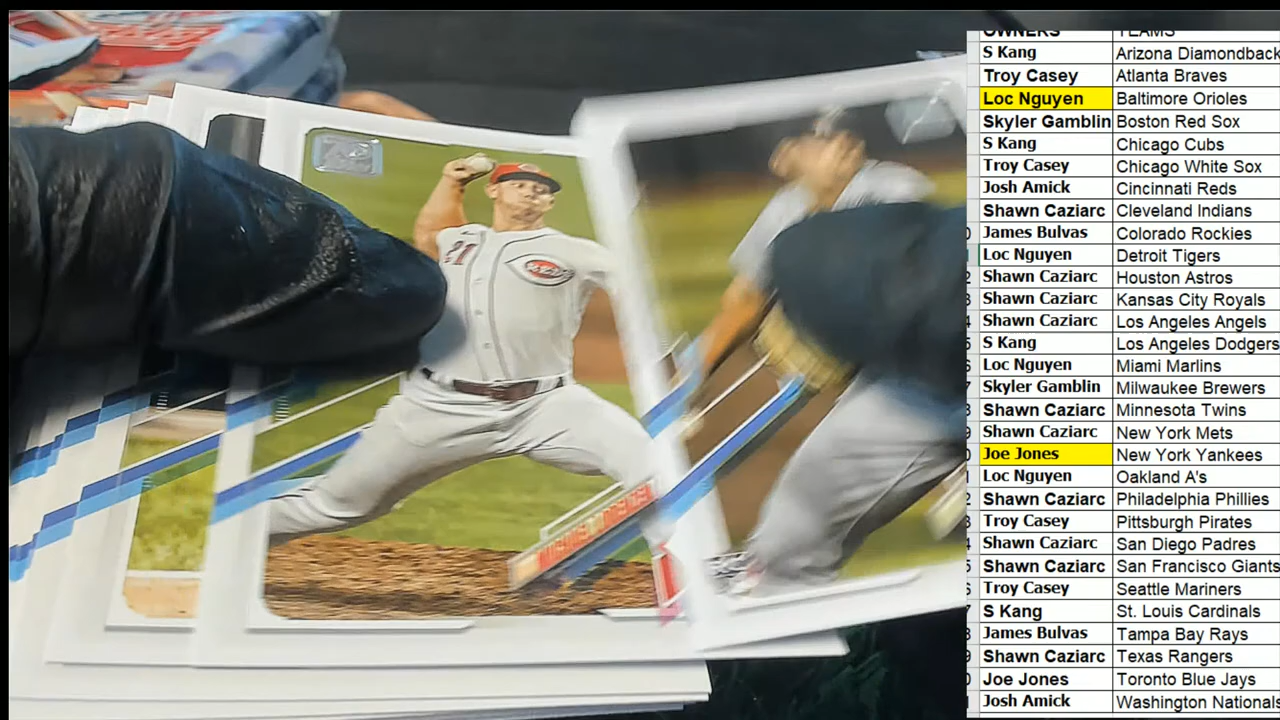 OWNERS TEAMS
S Kang Arizona Diamondback
Troy Casey Atlanta Braves
Loc Nguyen Baltimore Orioles
Skyler Gamblin Boston Red Sox
S Kang Chicago Cubs
Troy Casey Chicago White Sox
Josh Amick Cincinnati Reds
Shawn Caziarc Cleveland Indians
James Bulvas Colorado Rockies
Loc Nguyen Detroit Tigers
Shawn Caziarc Houston Astros
Shawn Caziarc Kansas City Royals
Shawn Caziarc Los Angeles Angels
S Kang Los Angeles Dodgers
Loc Nguyen Miami Marlins
Skyler Gamblin Milwaukee Brewers
Shawn Caziarc Minnesota Twins
Shawn Caziarc New York Mets
Joe Jones New York Yankees
Loc Nguyen Oakland A's
Shawn Caziarc Philadelphia Phillies
Troy Casey Pittsburgh Pirates
Shawn Caziarc San Diego Padres
Shawn Caziarc San Francisco Giants
Troy Casey Seattle Mariners
S Kang St. Louis Cardinals
James Bulvas Tampa Bay Rays
Shawn Caziarc Texas Rangers
Joe Jones Toronto Blue Jays
Josh Amick Washington Nationals
21
REDS